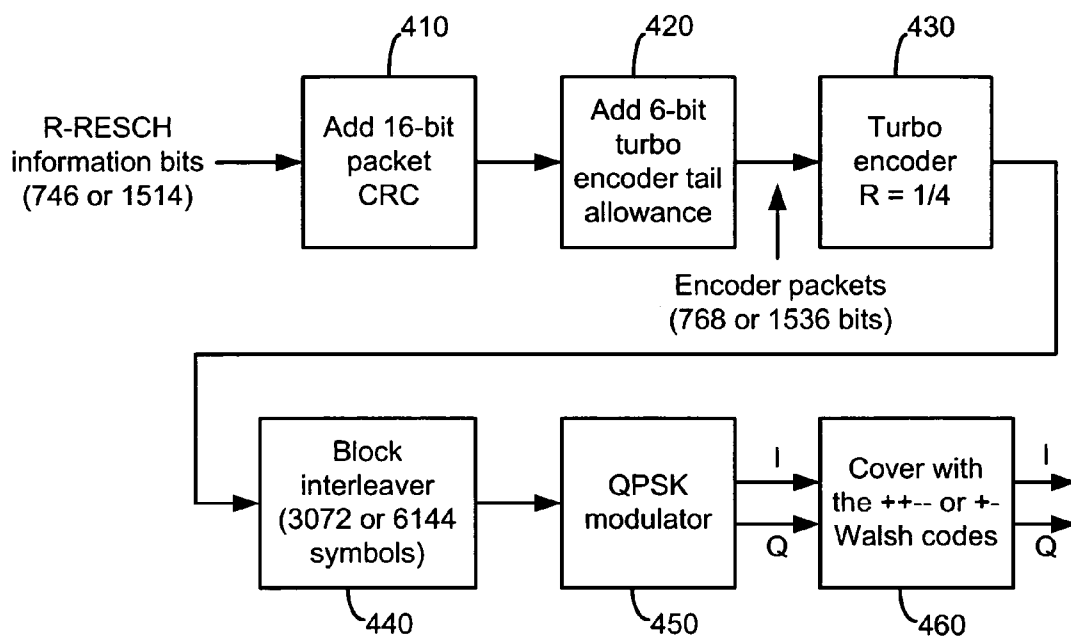 410
420
430
R-RESCH
information bits
(746 or 1514)
Add 16-bit
packet
CRC
Add 6-bit
turbo
encoder tail
allowance
Turbo
encoder
R = 1/4
Encoder packets
(768 or 1536 bits)
Block
interleaver
(3072 or 6144
symbols)
QPSK
modulator
I
Q
Cover with
the ++-- or +-
Walsh codes
I
Q
440
450
460